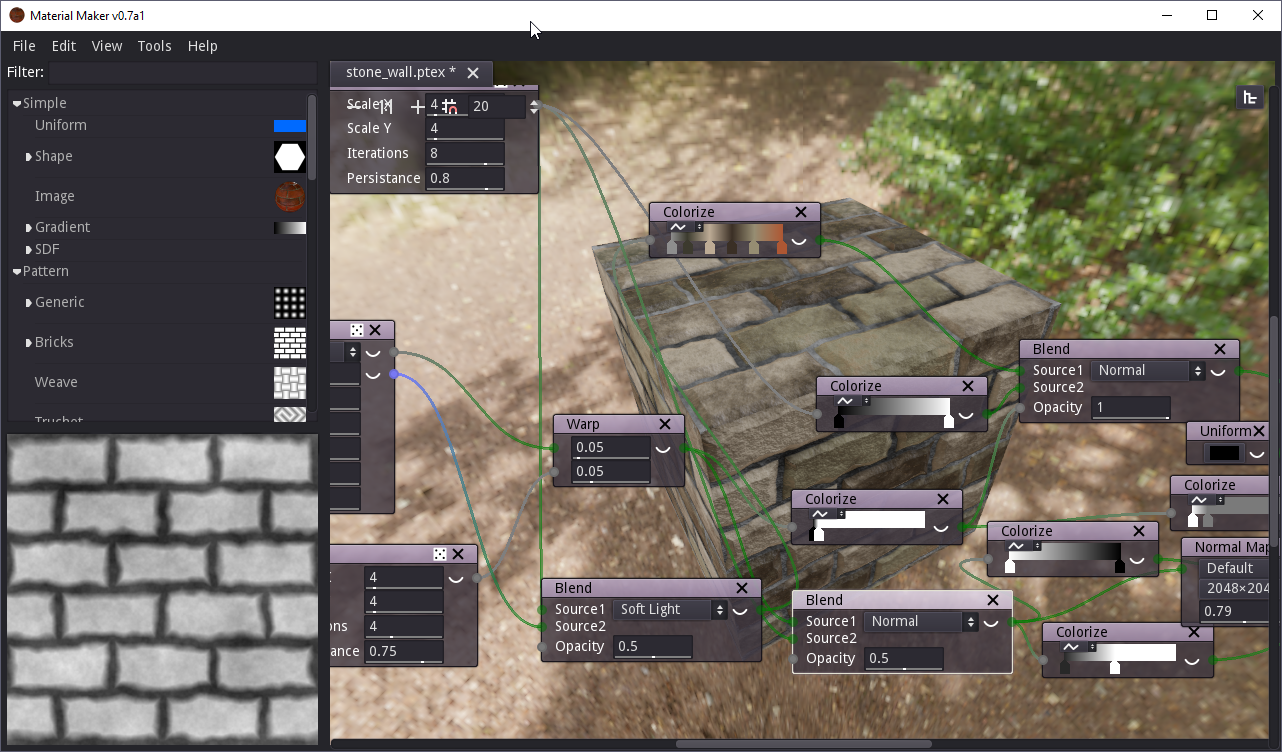 Material Maker v0.7a1
File Edit View Tools Help
Filter:
Simple
Uniform
Shape
Image
Gradient
SDF
Pattern
Generic
Bricks
Weave
Truchet
stone_wall.ptex *
Scale X 4 20
Scale Y 4
Iterations 8
Persistance 0.8
Colorize
Colorize
Blend
Source1 Normal
Source2
Opacity 1
Uniform
Warp
0.05
0.05
Colorize
Colorize
Colorize
Normal Map
Default
2048×204
0.79
4
4
ons 4
ance 0.75
Blend
Source1 Soft Light
Source2
Opacity 0.5
Blend
Source1 Normal
Source2
Opacity 0.5
Colorize